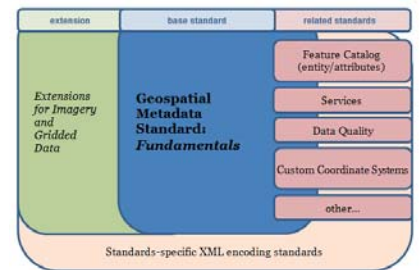 extension
base standard
related standards
Extensions
for Imagery
and
Gridded
Data
Geospatial
Metadata
Standard:
Fundamentals
Feature Catalog
(entity/attributes)
Services
Data Quality
Custom Coordinate Systems
other...
Standards-specific XML encoding standards